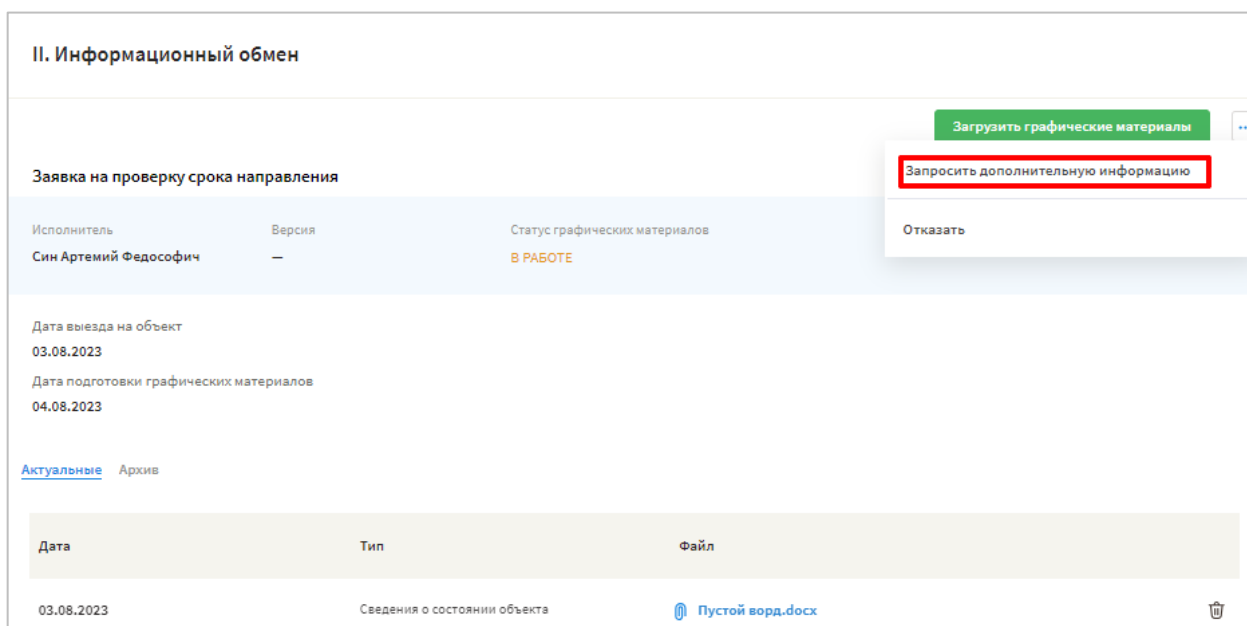 II. Информационный обмен
Загрузить графические материалы
Заявка на проверку срока направления
Запросить дополнительную информацию
Исполнитель Версия Статус графических материалов
Отказать
Син Артемий Федософич — В РАБОТЕ
Дата выезда на объект
03.08.2023
Дата подготовки графических материалов
04.08.2023
Актуальные Архив
Дата Тип Файл
03.08.2023 Сведения о состоянии объекта Пустой ворд.docx